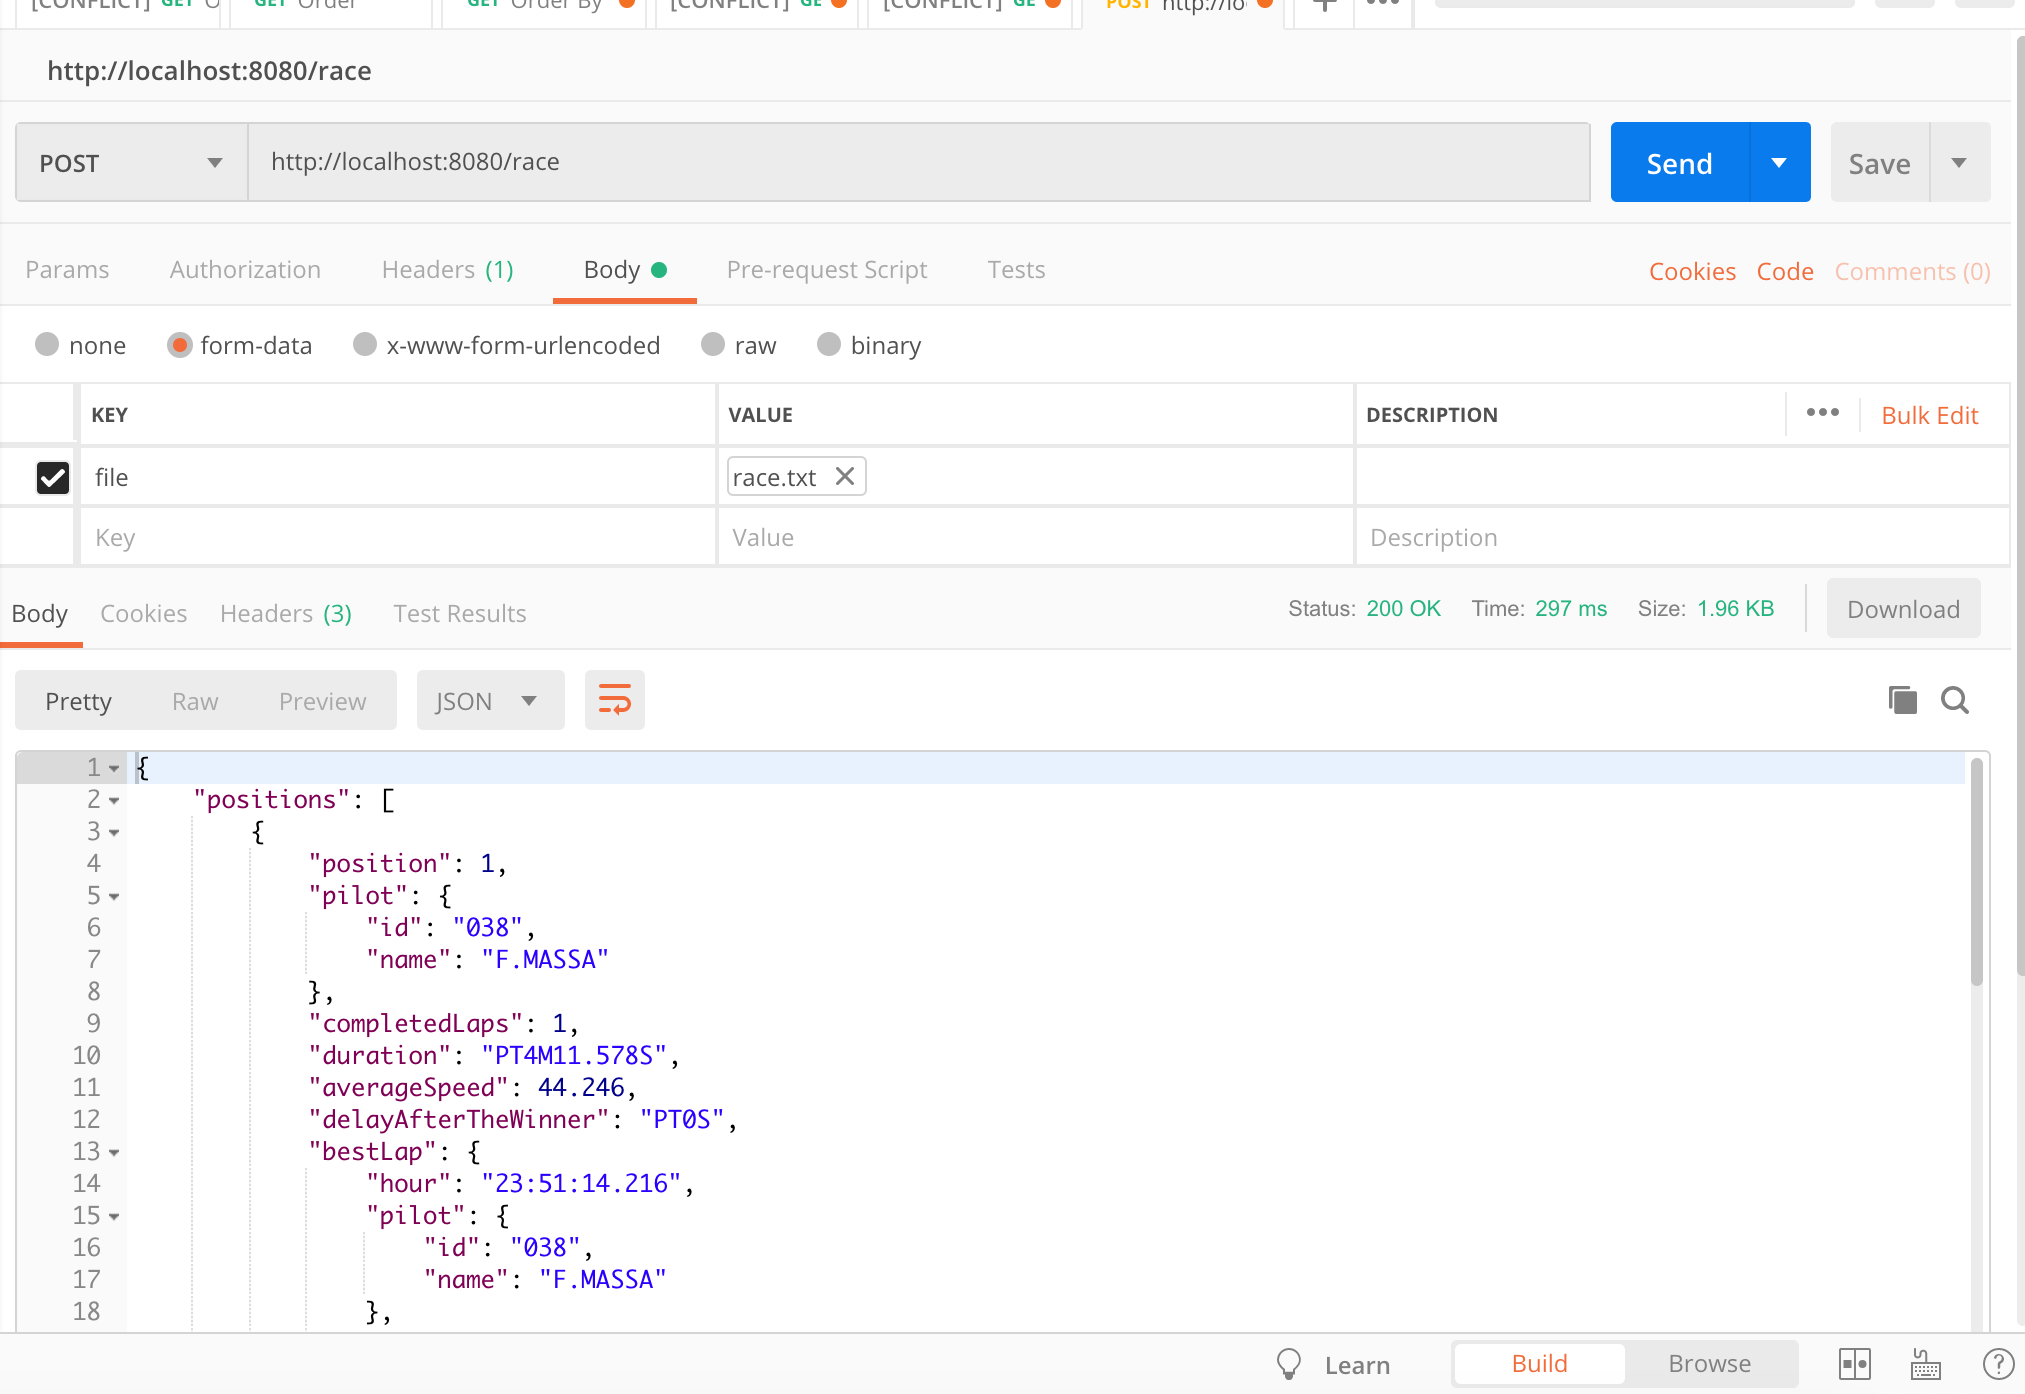 [CONFLICT] GET GET Order GET Order By [CONFLICT] GE [CONFLICT] GE POST http://lo
http://localhost:8080/race
POST http://localhost:8080/race Send Save
Params Authorization Headers (1) Body Pre-request Script Tests Cookies Code Comments (0)
none form-data x-www-form-urlencoded raw binary
KEY VALUE DESCRIPTION ••• Bulk Edit
file race.txt
Key Value Description
Body Cookies Headers (3) Test Results Status: 200 OK Time: 297 ms Size: 1.96 KB Download
Pretty Raw Preview JSON
1 {
2 "positions": [
3 {
4 "position": 1,
5 "pilot": {
6 "id": "038",
7 "name": "F.MASSA"
8 },
9 "completedLaps": 1,
10 "duration": "PT4M11.578S",
11 "averageSpeed": 44.246,
12 "delayAfterTheWinner": "PT0S",
13 "bestLap": {
14 "hour": "23:51:14.216",
15 "pilot": {
16 "id": "038",
17 "name": "F.MASSA"
18 },
Learn Build Browse